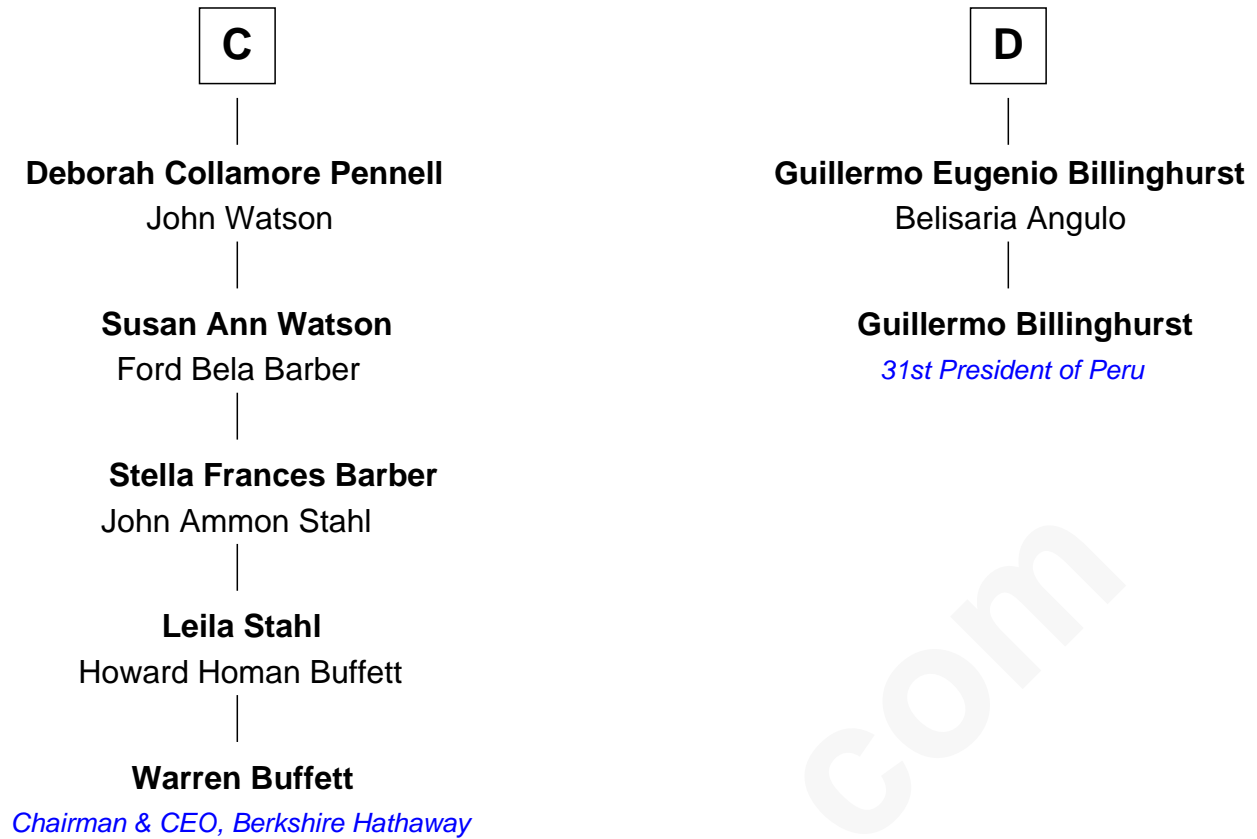 C
Deborah Collamore Pennell
John Watson
Susan Ann Watson
Ford Bela Barber
Stella Frances Barber
John Ammon Stahl
Leila Stahl
Howard Homan Buffett
Warren Buffett
Chairman & CEO, Berkshire Hathaway
D
Guillermo Eugenio Billinghurst
Belisaria Angulo
Guillermo Billinghurst
31st President of Peru
com